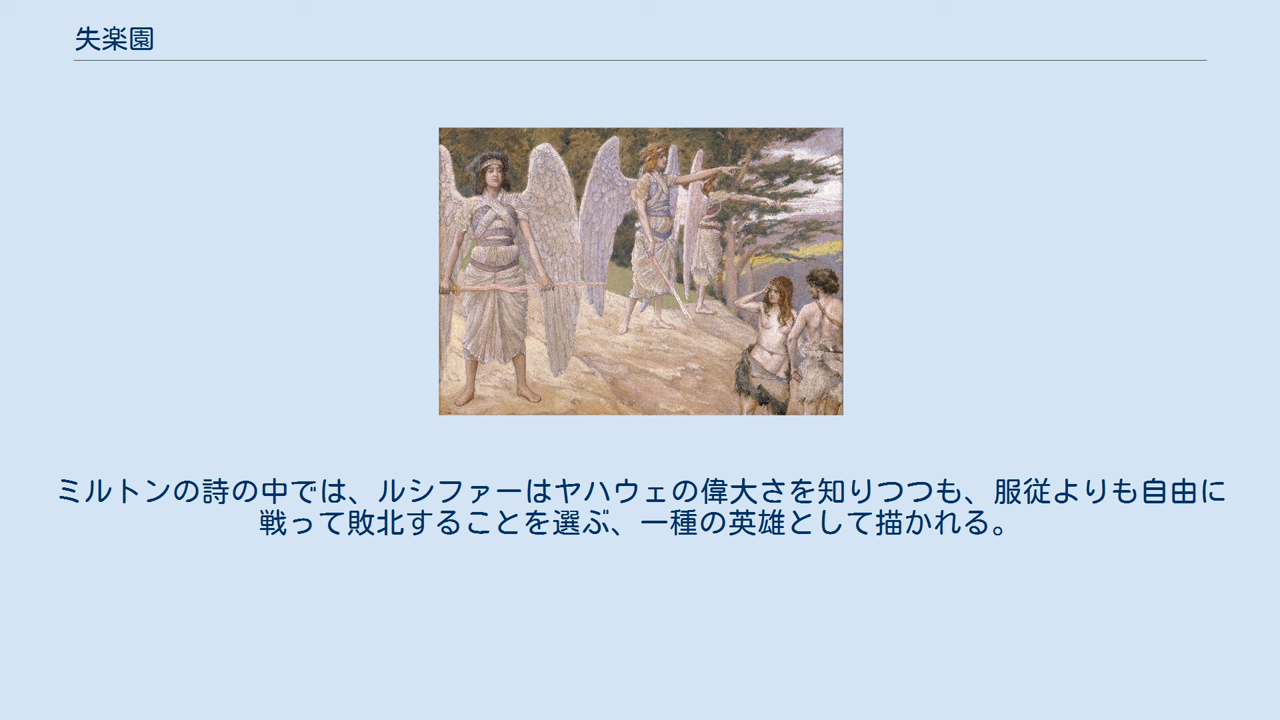 失楽園
ミルトンの詩の中では、ルシファーはヤハウェの偉大さを知りつつも、服従よりも自由に
戦って敗北することを選ぶ、一種の英雄として描かれる。